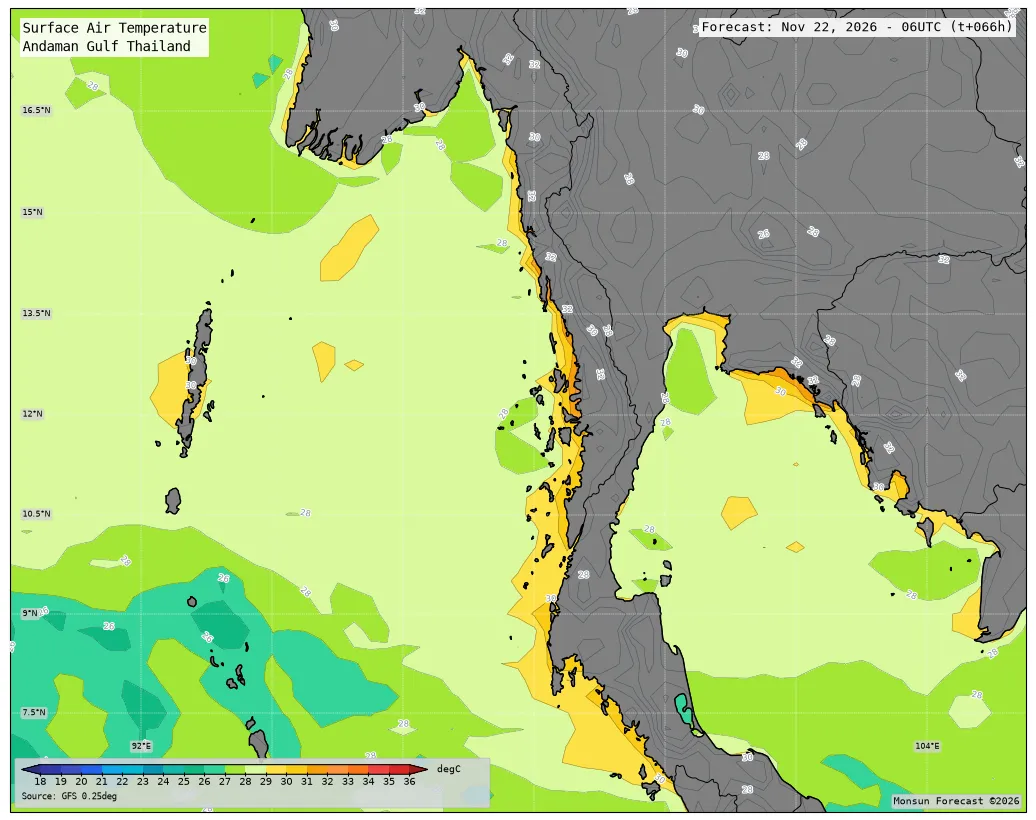 Surface Air Temperature
Andaman Gulf Thailand
Forecast: Nov 22, 2026 - 06UTC (t+066h)
16.5°N
15°N
13.5°N
12°N
10.5°N
9°N
7.5°N
92°E
104°E
degC
18 19 20 21 22 23 24 25 26 27 28 29 30 31 32 33 34 35 36
Source: GFS 0.25deg
Monsun Forecast ©2026